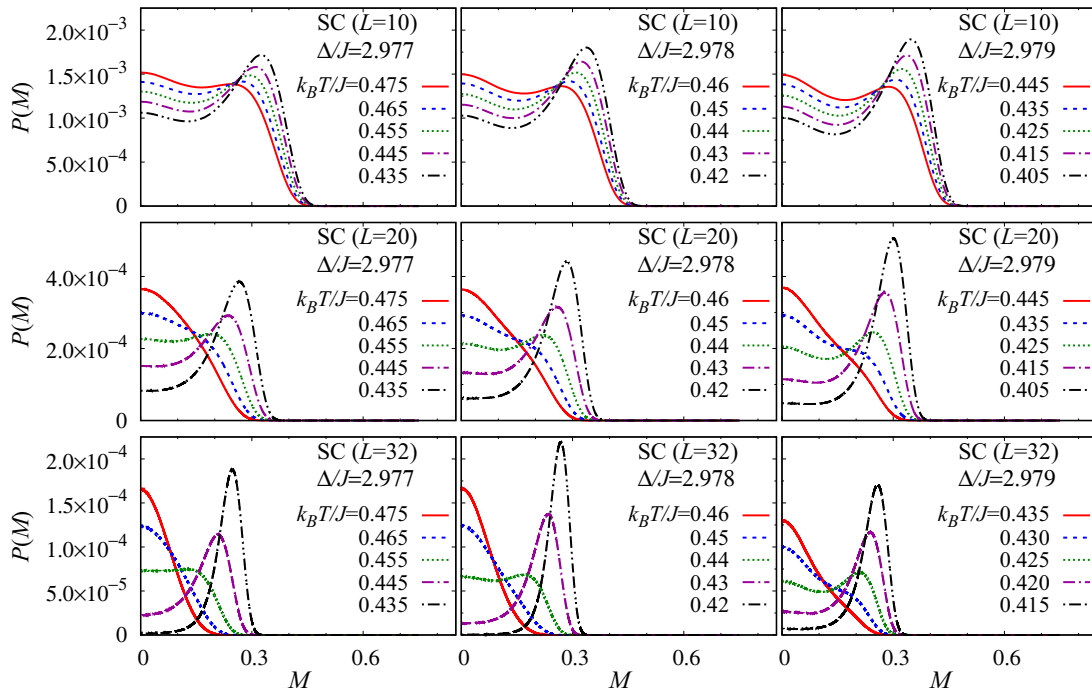 SC (L=10)
Δ/J=2.977
k_BT/J=0.475
0.465
0.455
0.445
0.435
SC (L=10)
Δ/J=2.978
k_BT/J=0.46
0.45
0.44
0.43
0.42
SC (L=10)
Δ/J=2.979
k_BT/J=0.445
0.435
0.425
0.415
0.405
P(M)
2.0×10⁻³
1.5×10⁻³
1.0×10⁻³
5.0×10⁻⁴
0
SC (L=20)
Δ/J=2.977
k_BT/J=0.475
0.465
0.455
0.445
0.435
SC (L=20)
Δ/J=2.978
k_BT/J=0.46
0.45
0.44
0.43
0.42
SC (L=20)
Δ/J=2.979
k_BT/J=0.445
0.435
0.425
0.415
0.405
P(M)
4.0×10⁻⁴
2.0×10⁻⁴
0
SC (L=32)
Δ/J=2.977
k_BT/J=0.475
0.465
0.455
0.445
0.435
SC (L=32)
Δ/J=2.978
k_BT/J=0.46
0.45
0.44
0.43
0.42
SC (L=32)
Δ/J=2.979
k_BT/J=0.435
0.430
0.425
0.420
0.415
P(M)
2.0×10⁻⁴
1.5×10⁻⁴
1.0×10⁻⁴
5.0×10⁻⁵
0
0 0.3 0.6
0 0.3 0.6
0 0.3 0.6
M
M
M